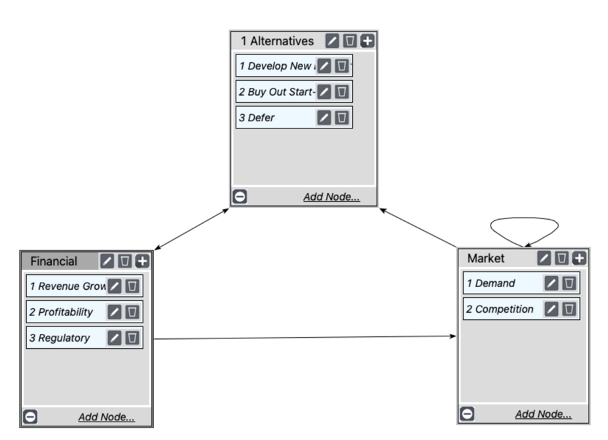 1 Alternatives
1 Develop New
2 Buy Out Start-
3 Defer
Add Node...
Financial
1 Revenue Grow
2 Profitability
3 Regulatory
Add Node...
Market
1 Demand
2 Competition
Add Node...